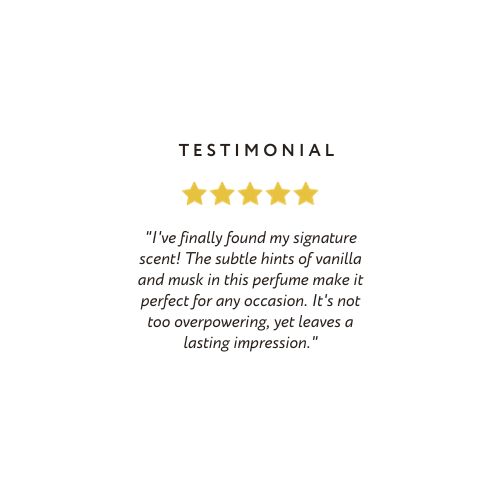 TESTIMONIAL
"I've finally found my signature
scent! The subtle hints of vanilla
and musk in this perfume make it
perfect for any occasion. It's not
too overpowering, yet leaves a
lasting impression."